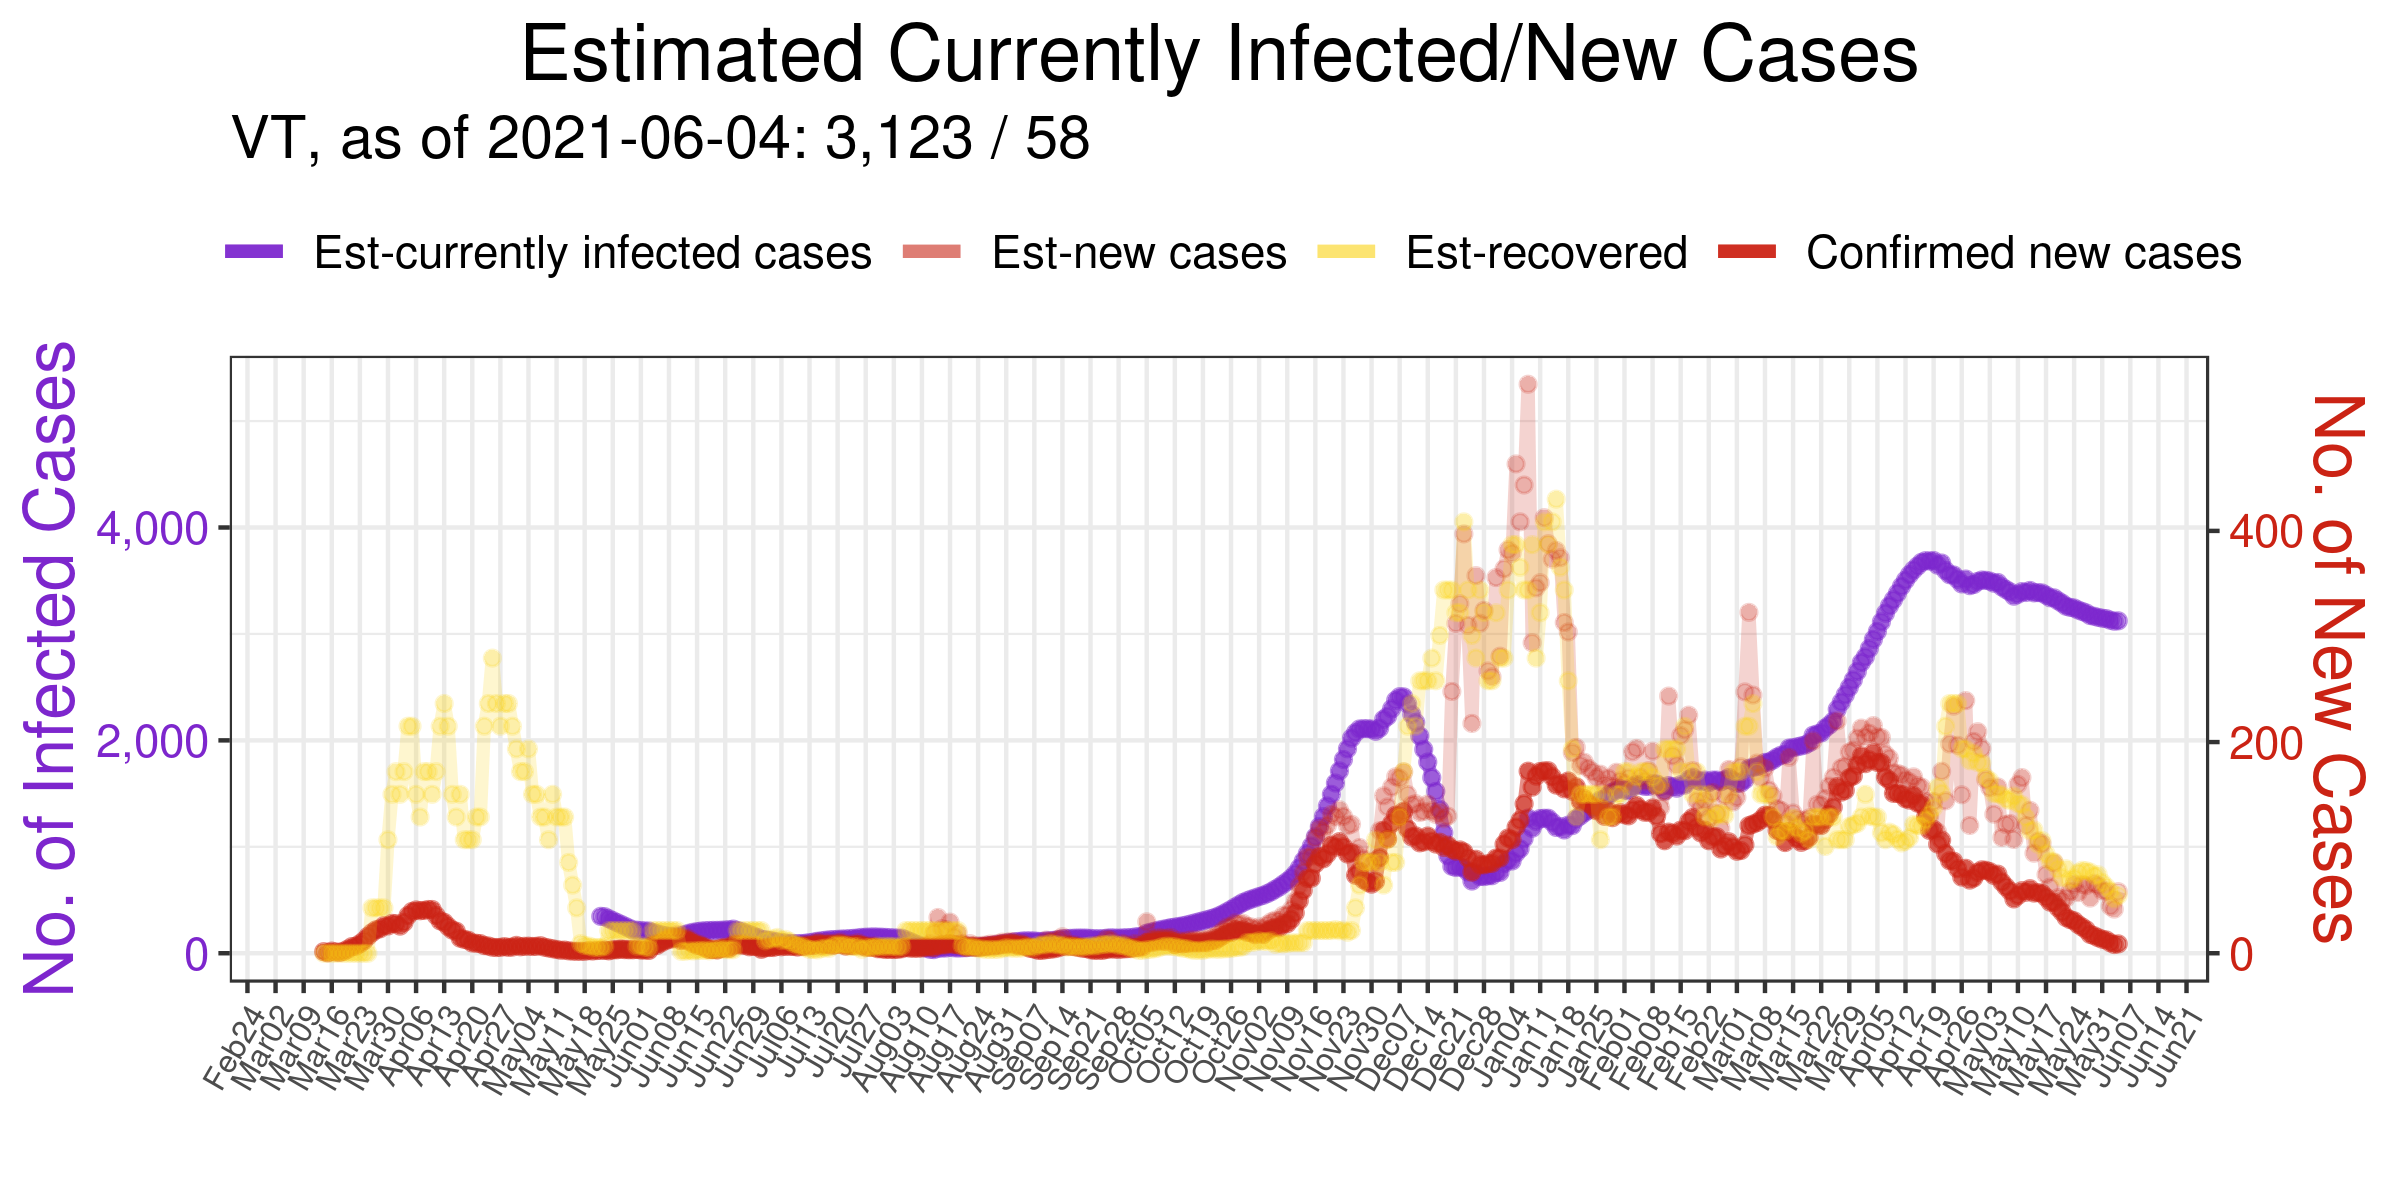 Estimated Currently Infected/New Cases
VT, as of 2021-06-04: 3,123 / 58
Est-currently infected cases
Est-new cases
Est-recovered
Confirmed new cases
No. of Infected Cases
4,000
2,000
0
400
200
0
No. of New Cases
Feb24
Mar02
Mar09
Mar16
Mar23
Mar30
Apr06
Apr13
Apr20
Apr27
May04
May11
May18
May25
Jun01
Jun08
Jun15
Jun22
Jun29
Jul06
Jul13
Jul20
Jul27
Aug03
Aug10
Aug17
Aug24
Aug31
Sep07
Sep14
Sep21
Sep28
Oct05
Oct12
Oct19
Oct26
Nov02
Nov09
Nov16
Nov23
Nov30
Dec07
Dec14
Dec21
Dec28
Jan04
Jan11
Jan18
Jan25
Feb01
Feb08
Feb15
Feb22
Mar01
Mar08
Mar15
Mar22
Mar29
Apr05
Apr12
Apr19
Apr26
May03
May10
May17
May24
May31
Jun07
Jun14
Jun21